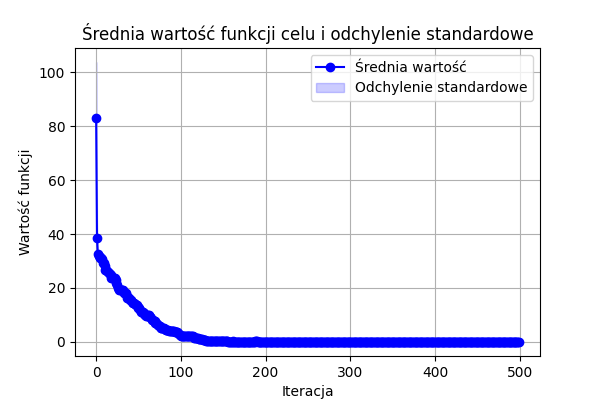 Średnia wartość funkcji celu i odchylenie standardowe
Średnia wartość
Odchylenie standardowe
Wartość funkcji
100
80
60
40
20
0
0 100 200 300 400 500
Iteracja